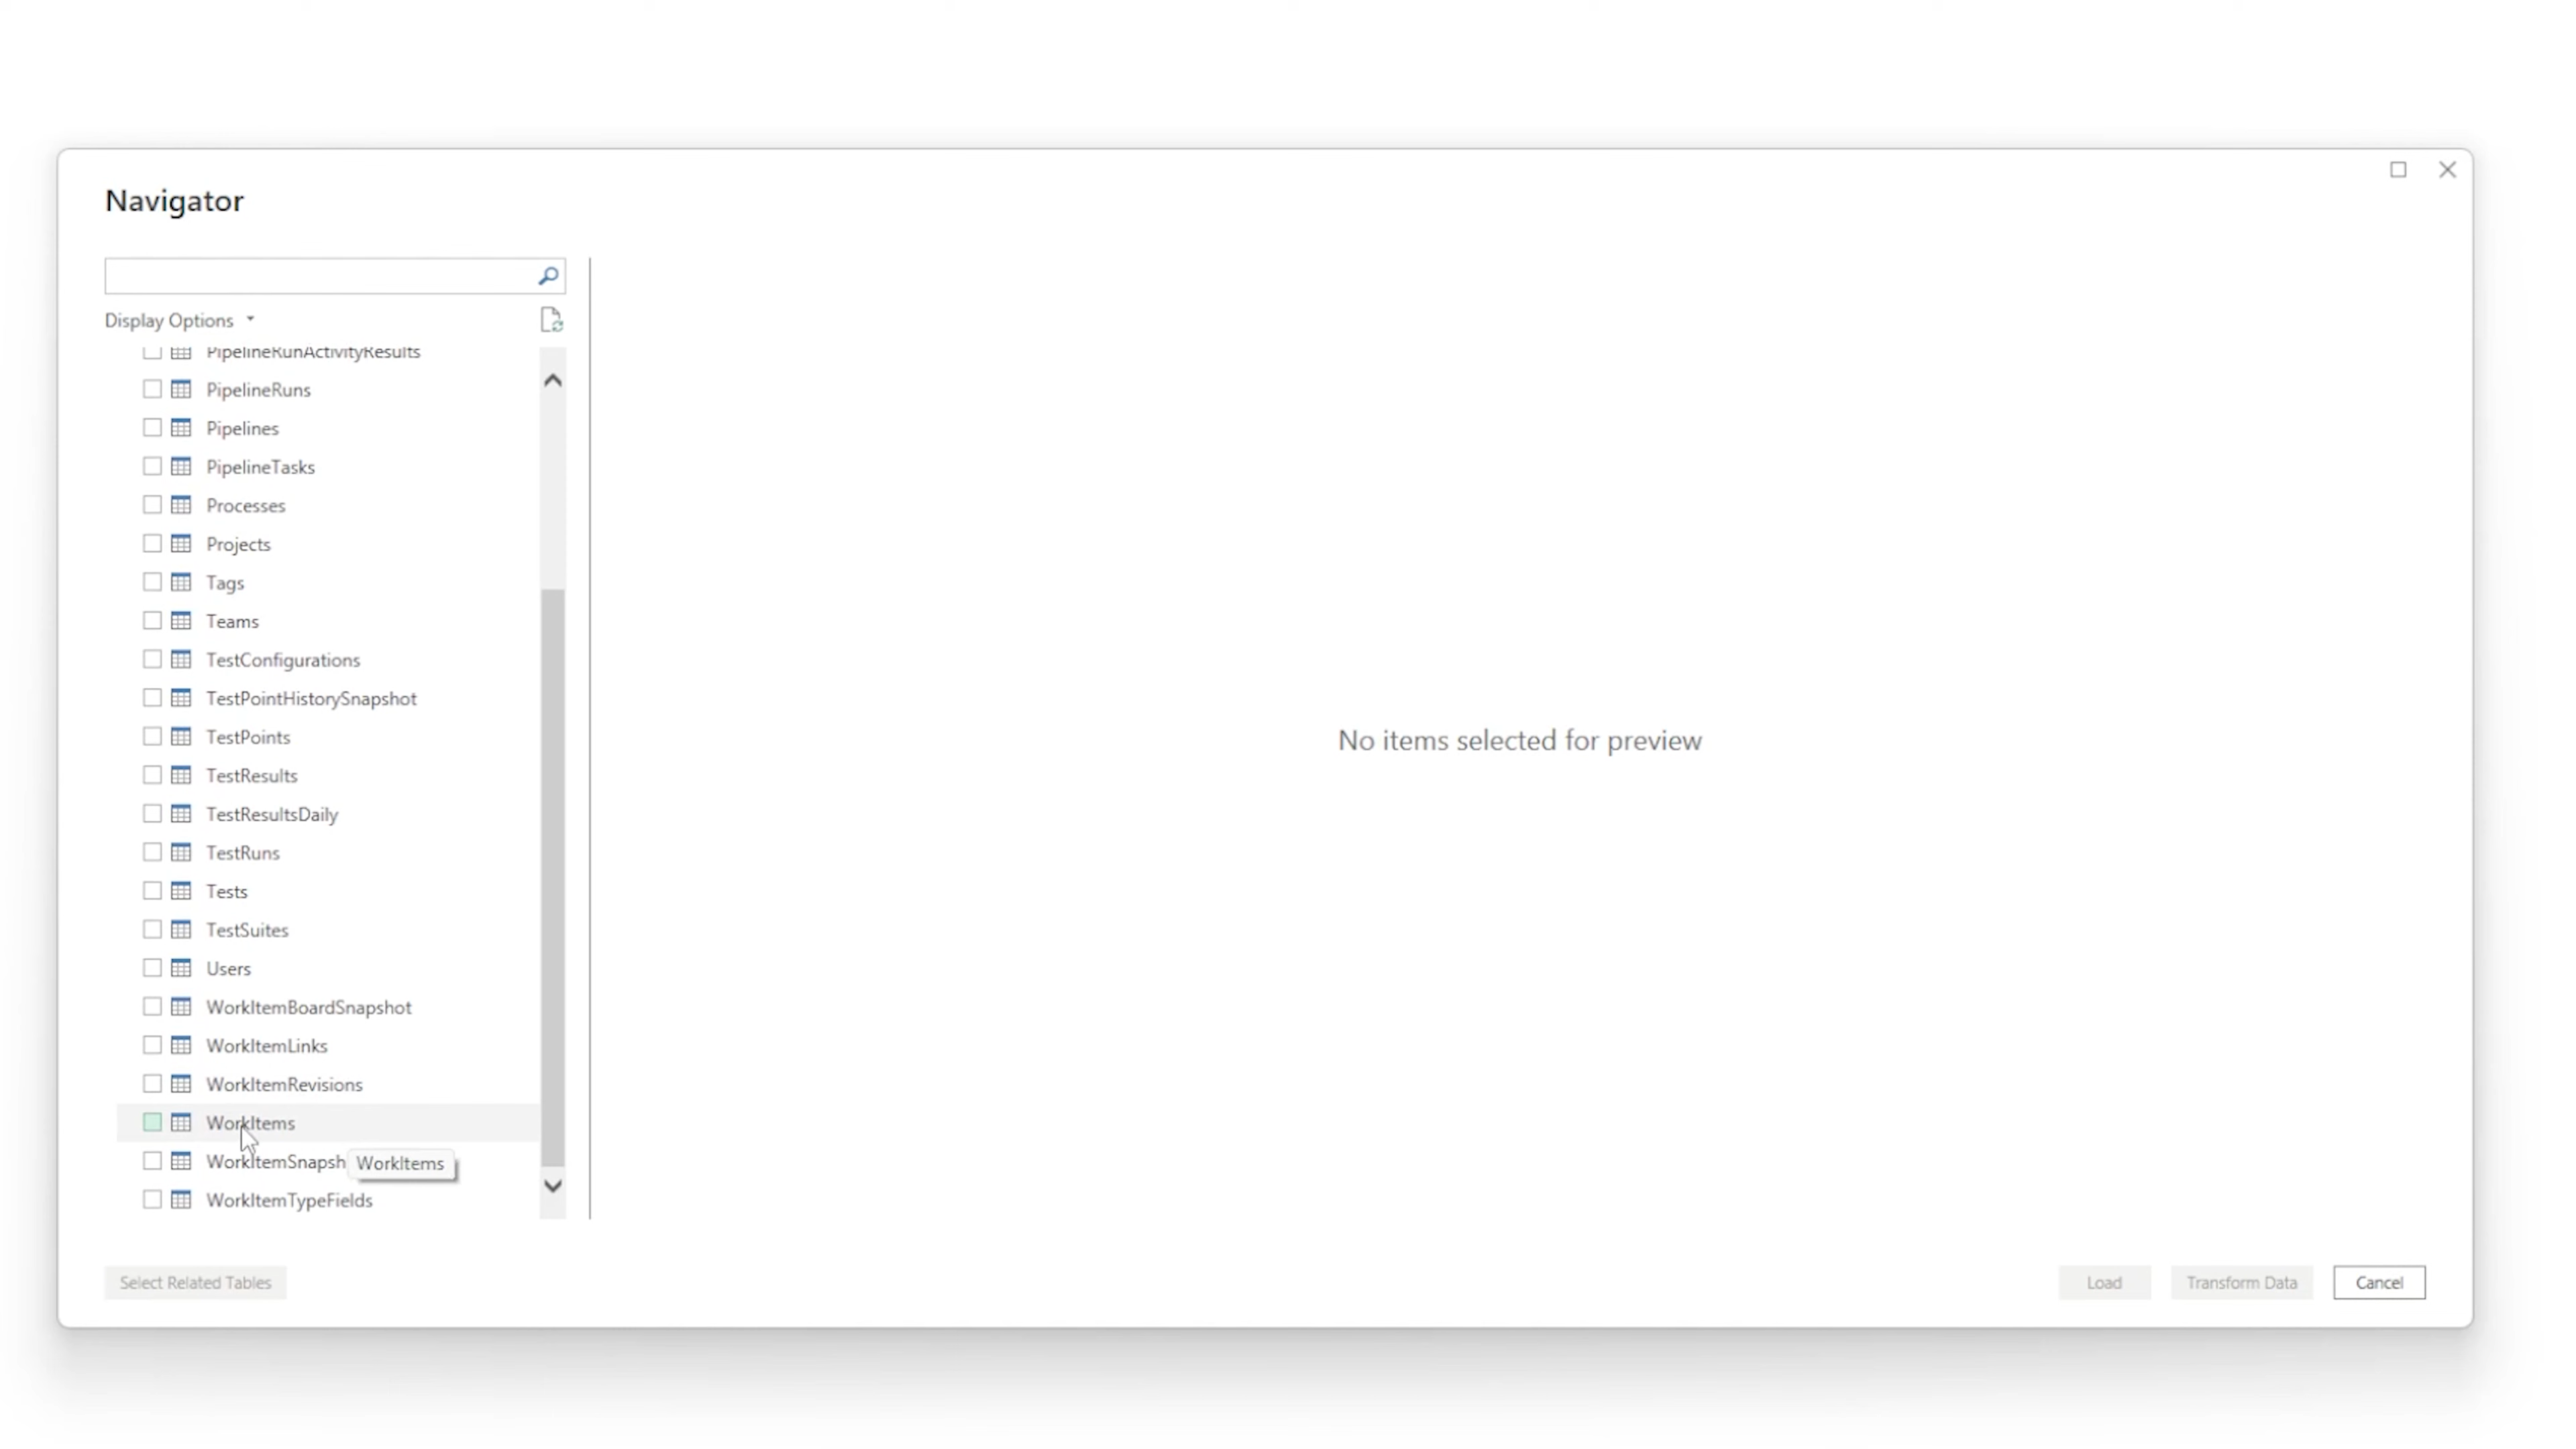 Navigator
Display Options
PipelineRunActivityResults
PipelineRuns
Pipelines
PipelineTasks
Processes
Projects
Tags
Teams
TestConfigurations
TestPointHistorySnapshot
TestPoints
TestResults
TestResultsDaily
TestRuns
Tests
TestSuites
Users
WorkItemBoardSnapshot
WorkItemLinks
WorkItemRevisions
WorkItems
WorkItemSnapsh
WorkItems
WorkItemTypeFields
No items selected for preview
Select Related Tables
Load
Transform Data
Cancel